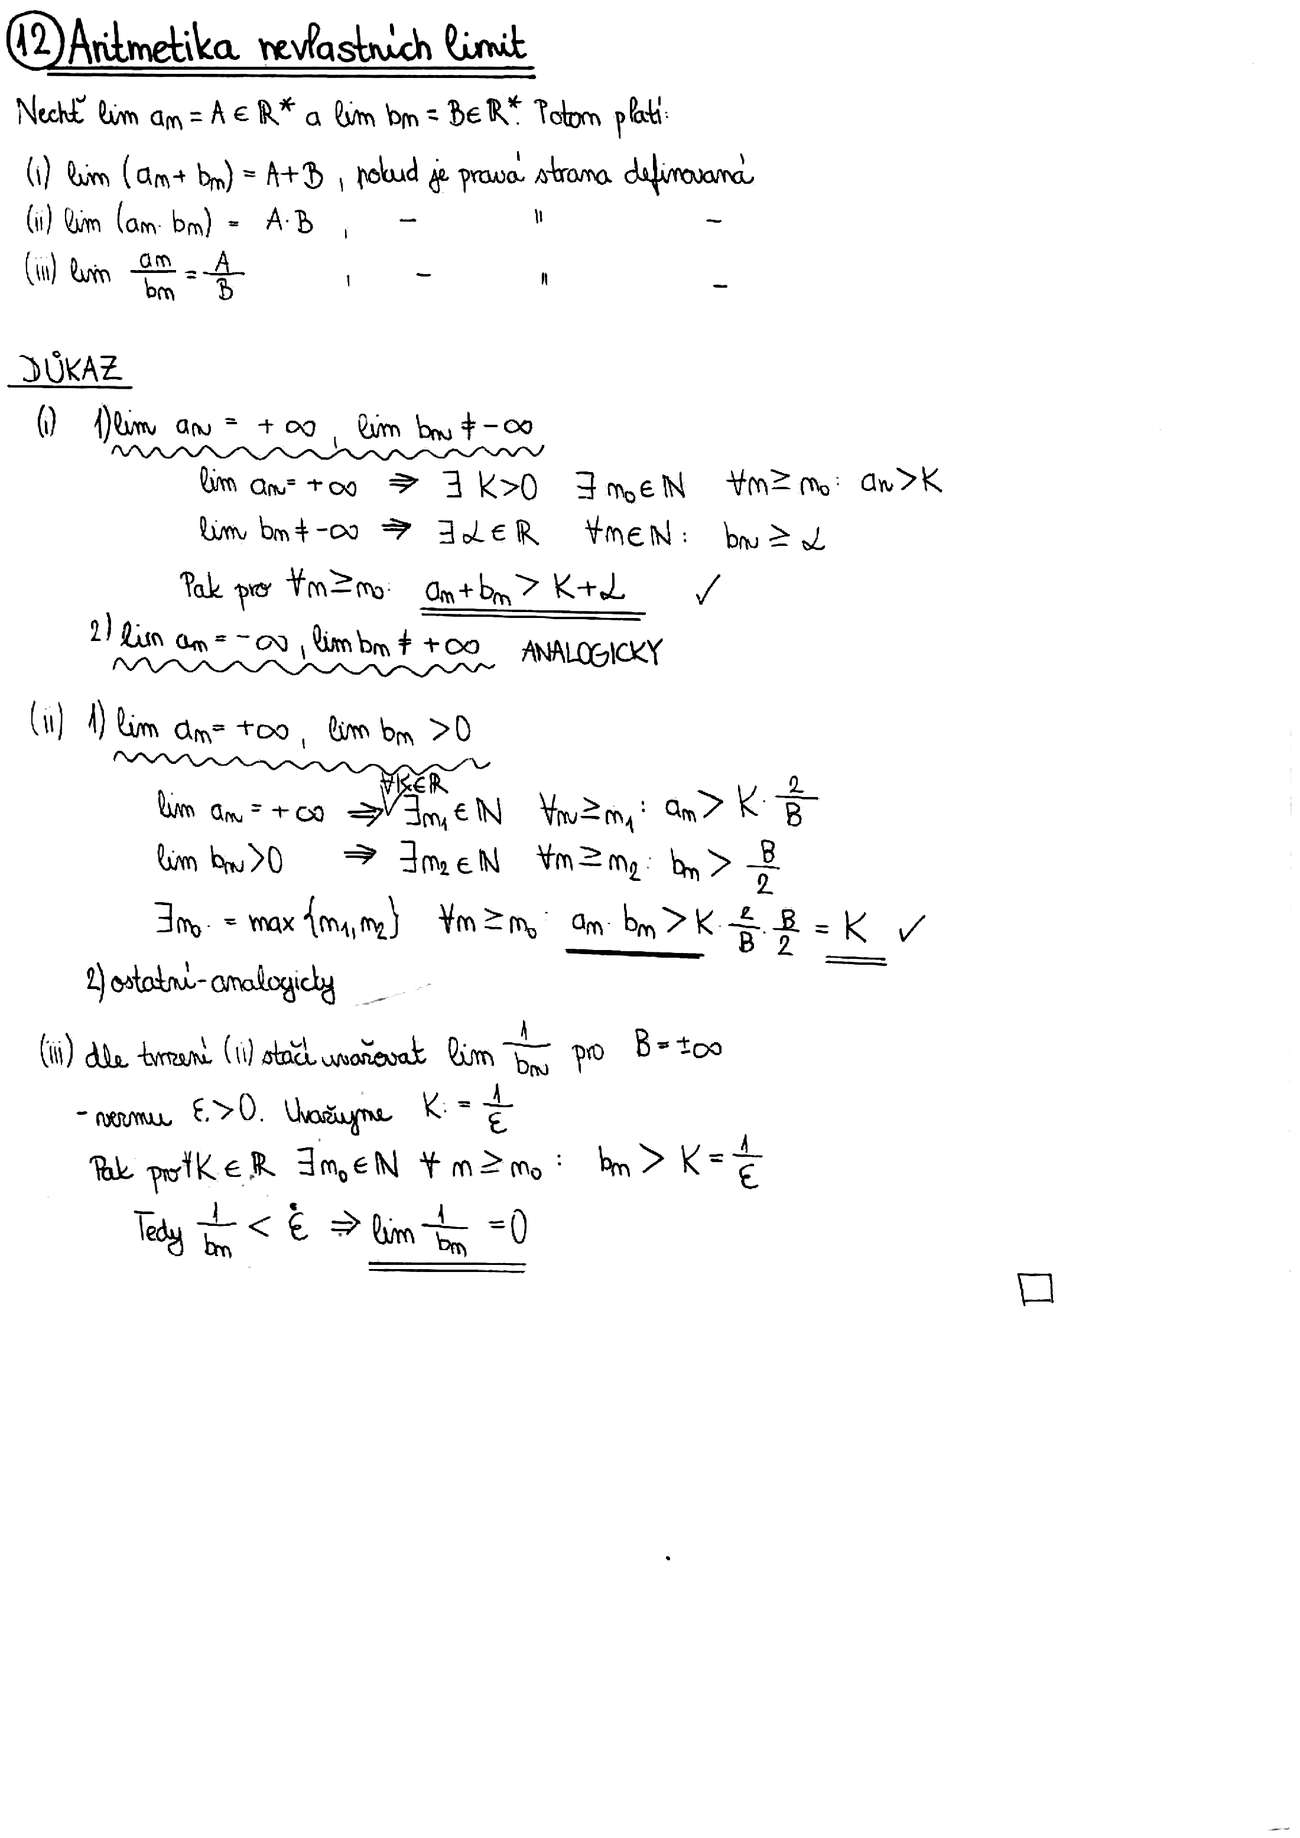 12 Aritmetika nevlastních limit
Nechť lim an = A ∈ ℝ* a lim bn = B ∈ ℝ*. Potom platí:
(i) lim (an + bn) = A+B , pokud je pravá strana definovaná
(ii) lim (an · bn) = A·B , – " –
(iii) lim an/bn = A/B , – " –
DŮKAZ
(i) 1) lim an = +∞ , lim bn ≠ -∞
lim an = +∞ ⇒ ∃ K>0 ∃ n0 ∈ ℕ ∀n ≥ n0: an > K
lim bn ≠ -∞ ⇒ ∃ L ∈ ℝ ∀n ∈ ℕ: bn ≥ L
Pak pro ∀n ≥ n0: an + bn > K + L ✓
2) lim an = -∞ , lim bn ≠ +∞ ANALOGICKY
(ii) 1) lim an = +∞ , lim bn > 0
∀K∈ℝ
lim an = +∞ ⇒ ∃n1 ∈ ℕ ∀n ≥ n1: an > K · 2/B
lim bn > 0 ⇒ ∃n2 ∈ ℕ ∀n ≥ n2: bn > B/2
∃n0 = max {n1, n2} ∀n ≥ n0: an · bn > K · 2/B · B/2 = K ✓
2) ostatní - analogicky
(iii) dle tvrzení (ii) stačí uvažovat lim 1/bn pro B = ±∞
- vezmu ε > 0. Uvažujme K := 1/ε
Pak pro ∀K ∈ ℝ ∃n0 ∈ ℕ ∀ n ≥ n0 : bn > K = 1/ε
Tedy 1/bn < ε ⇒ lim 1/bn = 0
□